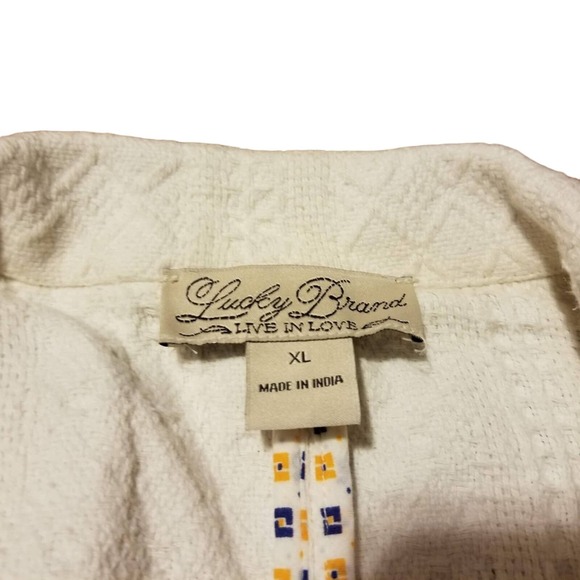 Lucky Brand
LIVE IN LOVE
XL
MADE IN INDIA